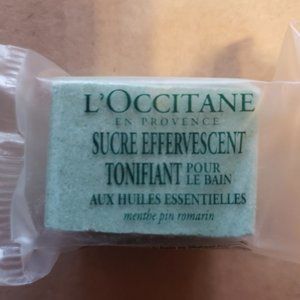 L'OCCITANE
EN PROVENCE
SUCRE EFFERVESCENT
TONIFIANT POUR LE BAIN
AUX HUILES ESSENTIELLES
menthe pin romarin